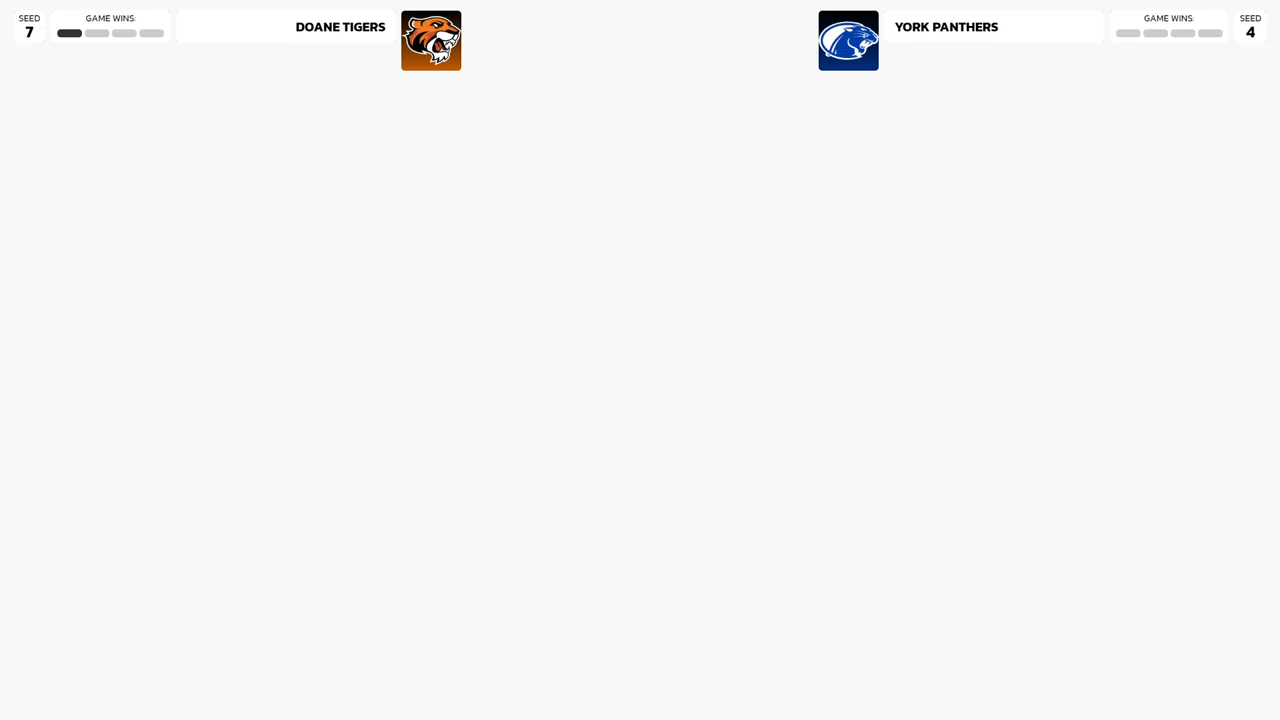 SEED
7
GAME WINS:
DOANE TIGERS
YORK PANTHERS
GAME WINS:
SEED
4